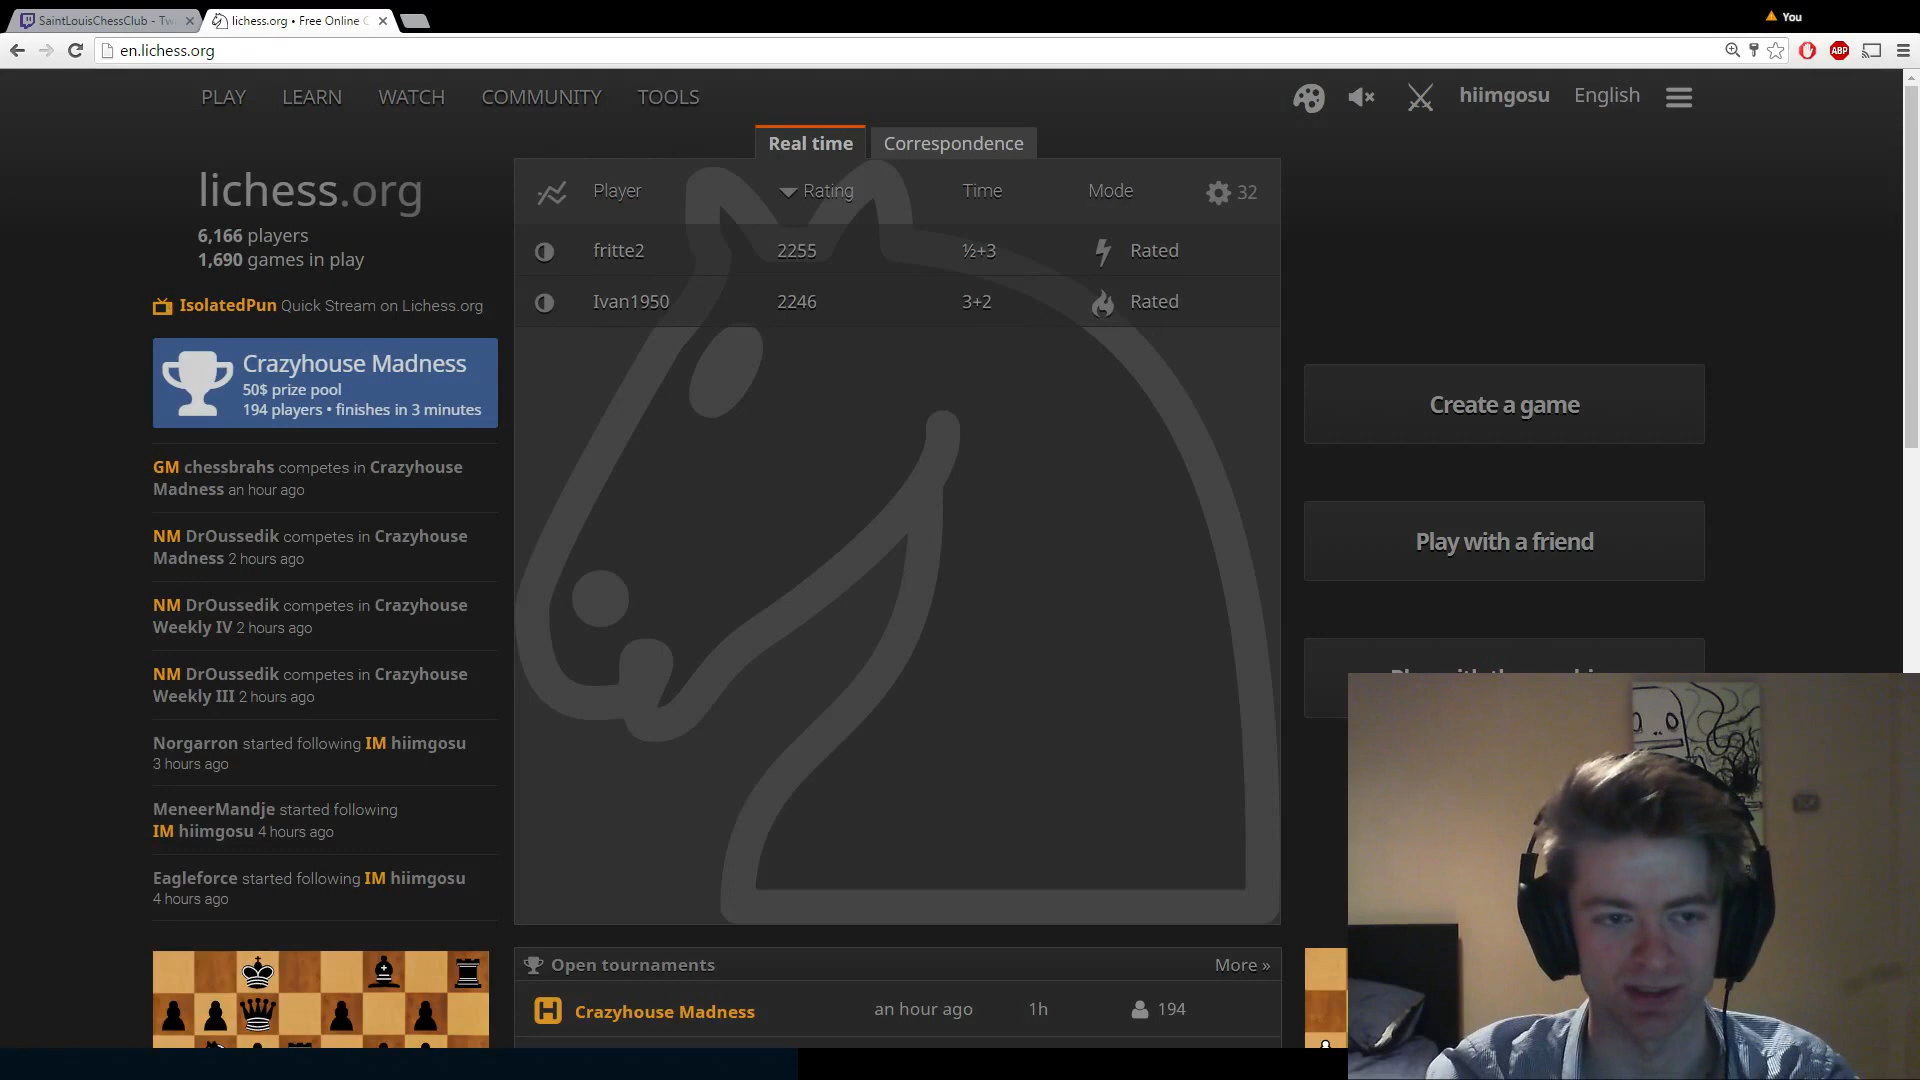 SaintLouisChessClub - Tw
lichess.org • Free Online C
You
en.lichess.org
ABP
PLAY LEARN WATCH COMMUNITY TOOLS
hiimgosu English
Real time Correspondence
lichess.org
6,166 players
1,690 games in play
Player Rating Time Mode 32
fritte2 2255 ½+3 Rated
Ivan1950 2246 3+2 Rated
IsolatedPun Quick Stream on Lichess.org
Crazyhouse Madness
50$ prize pool
194 players • finishes in 3 minutes
GM chessbrahs competes in Crazyhouse
Madness an hour ago
NM DrOussedik competes in Crazyhouse
Madness 2 hours ago
NM DrOussedik competes in Crazyhouse
Weekly IV 2 hours ago
NM DrOussedik competes in Crazyhouse
Weekly III 2 hours ago
Norgarron started following IM hiimgosu
3 hours ago
MeneerMandje started following
IM hiimgosu 4 hours ago
Eagleforce started following IM hiimgosu
4 hours ago
Create a game
Play with a friend
Open tournaments More »
H Crazyhouse Madness an hour ago 1h 194